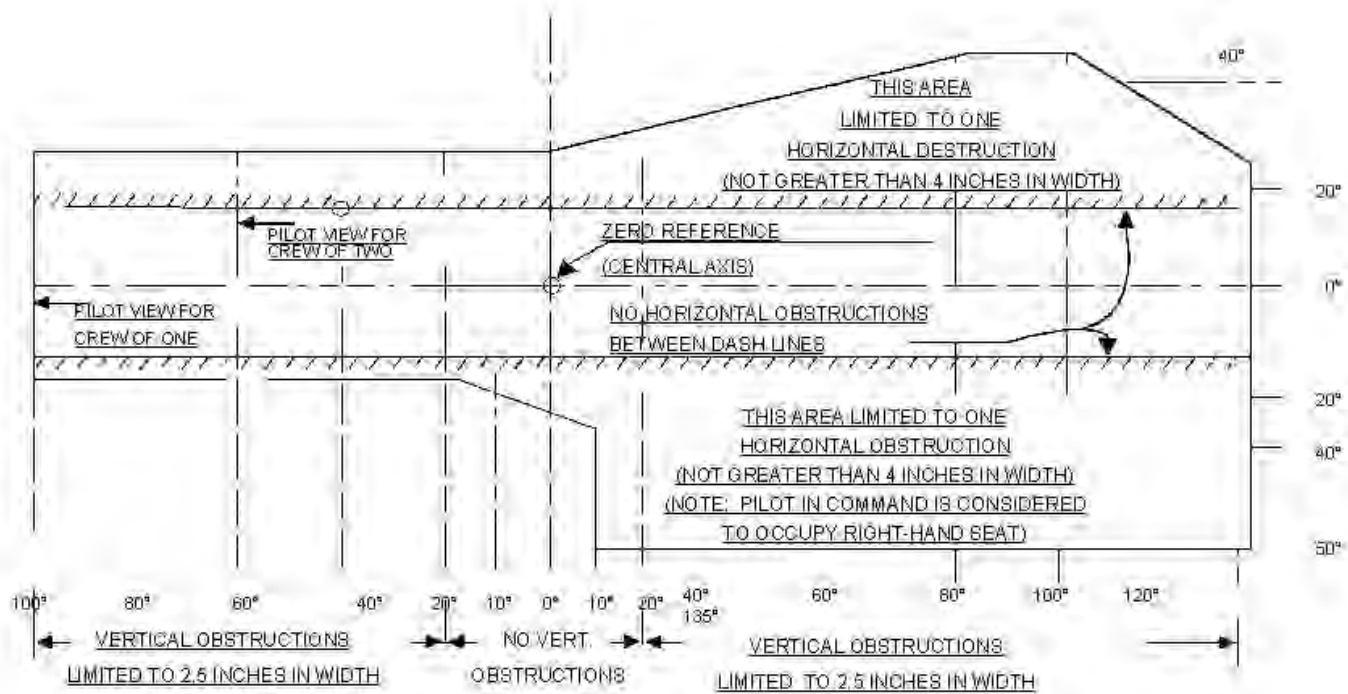 40°
THIS AREA
LIMITED TO ONE
HORIZONTAL DESTRUCTION
(NOT GREATER THAN 4 INCHES IN WIDTH)
20°
PILOT VIEW FOR
CREW OF TWO
ZERO REFERENCE
(CENTRAL AXIS)
0°
PILOT VIEW FOR
CREW OF ONE
NO HORIZONTAL OBSTRUCTIONS
BETWEEN DASH LINES
20°
THIS AREA LIMITED TO ONE
HORIZONTAL OBSTRUCTION
(NOT GREATER THAN 4 INCHES IN WIDTH)
(NOTE: PILOT IN COMMAND IS CONSIDERED
TO OCCUPY RIGHT-HAND SEAT)
40°
50°
100° 80° 60° 40° 20° 10° 0° 10° 20° 40° 60° 80° 100° 120°
135°
VERTICAL OBSTRUCTIONS
LIMITED TO 2.5 INCHES IN WIDTH
NO VERT.
OBSTRUCTIONS
VERTICAL OBSTRUCTIONS
LIMITED TO 2.5 INCHES IN WIDTH